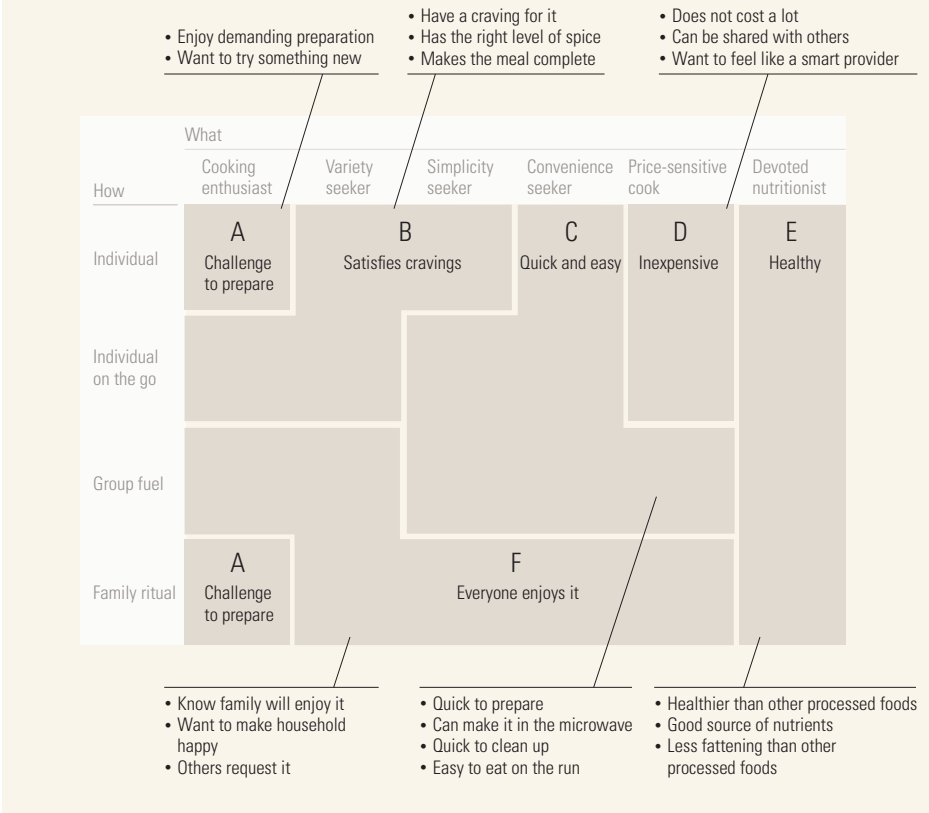 • Enjoy demanding preparation
• Want to try something new
• Have a craving for it
• Has the right level of spice
• Makes the meal complete
• Does not cost a lot
• Can be shared with others
• Want to feel like a smart provider
What
How
Cooking
enthusiast
Variety
seeker
Simplicity
seeker
Convenience
seeker
Price-sensitive
cook
Devoted
nutritionist
Individual
A
Challenge
to prepare
B
Satisfies cravings
C
Quick and easy
D
Inexpensive
E
Healthy
Individual
on the go
Group fuel
Family ritual
A
Challenge
to prepare
F
Everyone enjoys it
• Know family will enjoy it
• Want to make household
happy
• Others request it
• Quick to prepare
• Can make it in the microwave
• Quick to clean up
• Easy to eat on the run
• Healthier than other processed foods
• Good source of nutrients
• Less fattening than other
processed foods